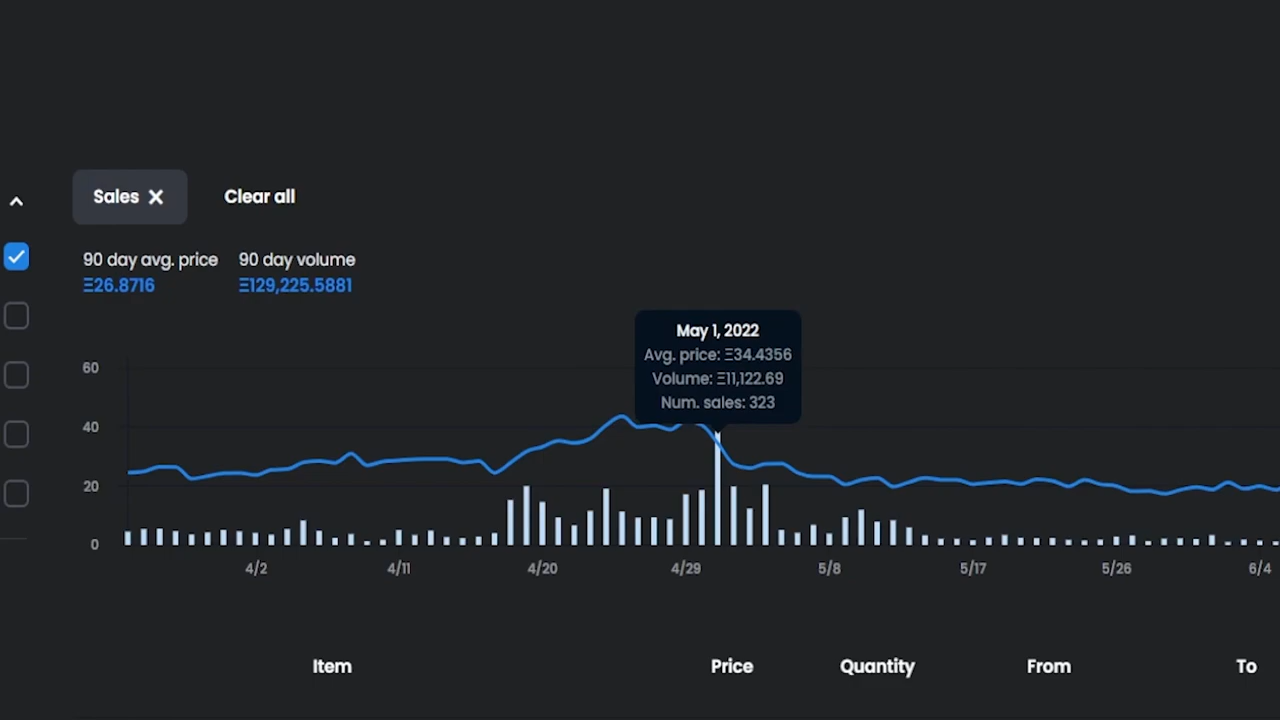 Sales
Clear all
90 day avg. price
90 day volume
Ξ26.8716
Ξ129,225.5881
May 1, 2022
Avg. price: Ξ34.4356
Volume: Ξ11,122.69
Num. sales: 323
60
40
20
0
4/2
4/11
4/20
4/29
5/8
5/17
5/26
6/4
Item
Price
Quantity
From
To